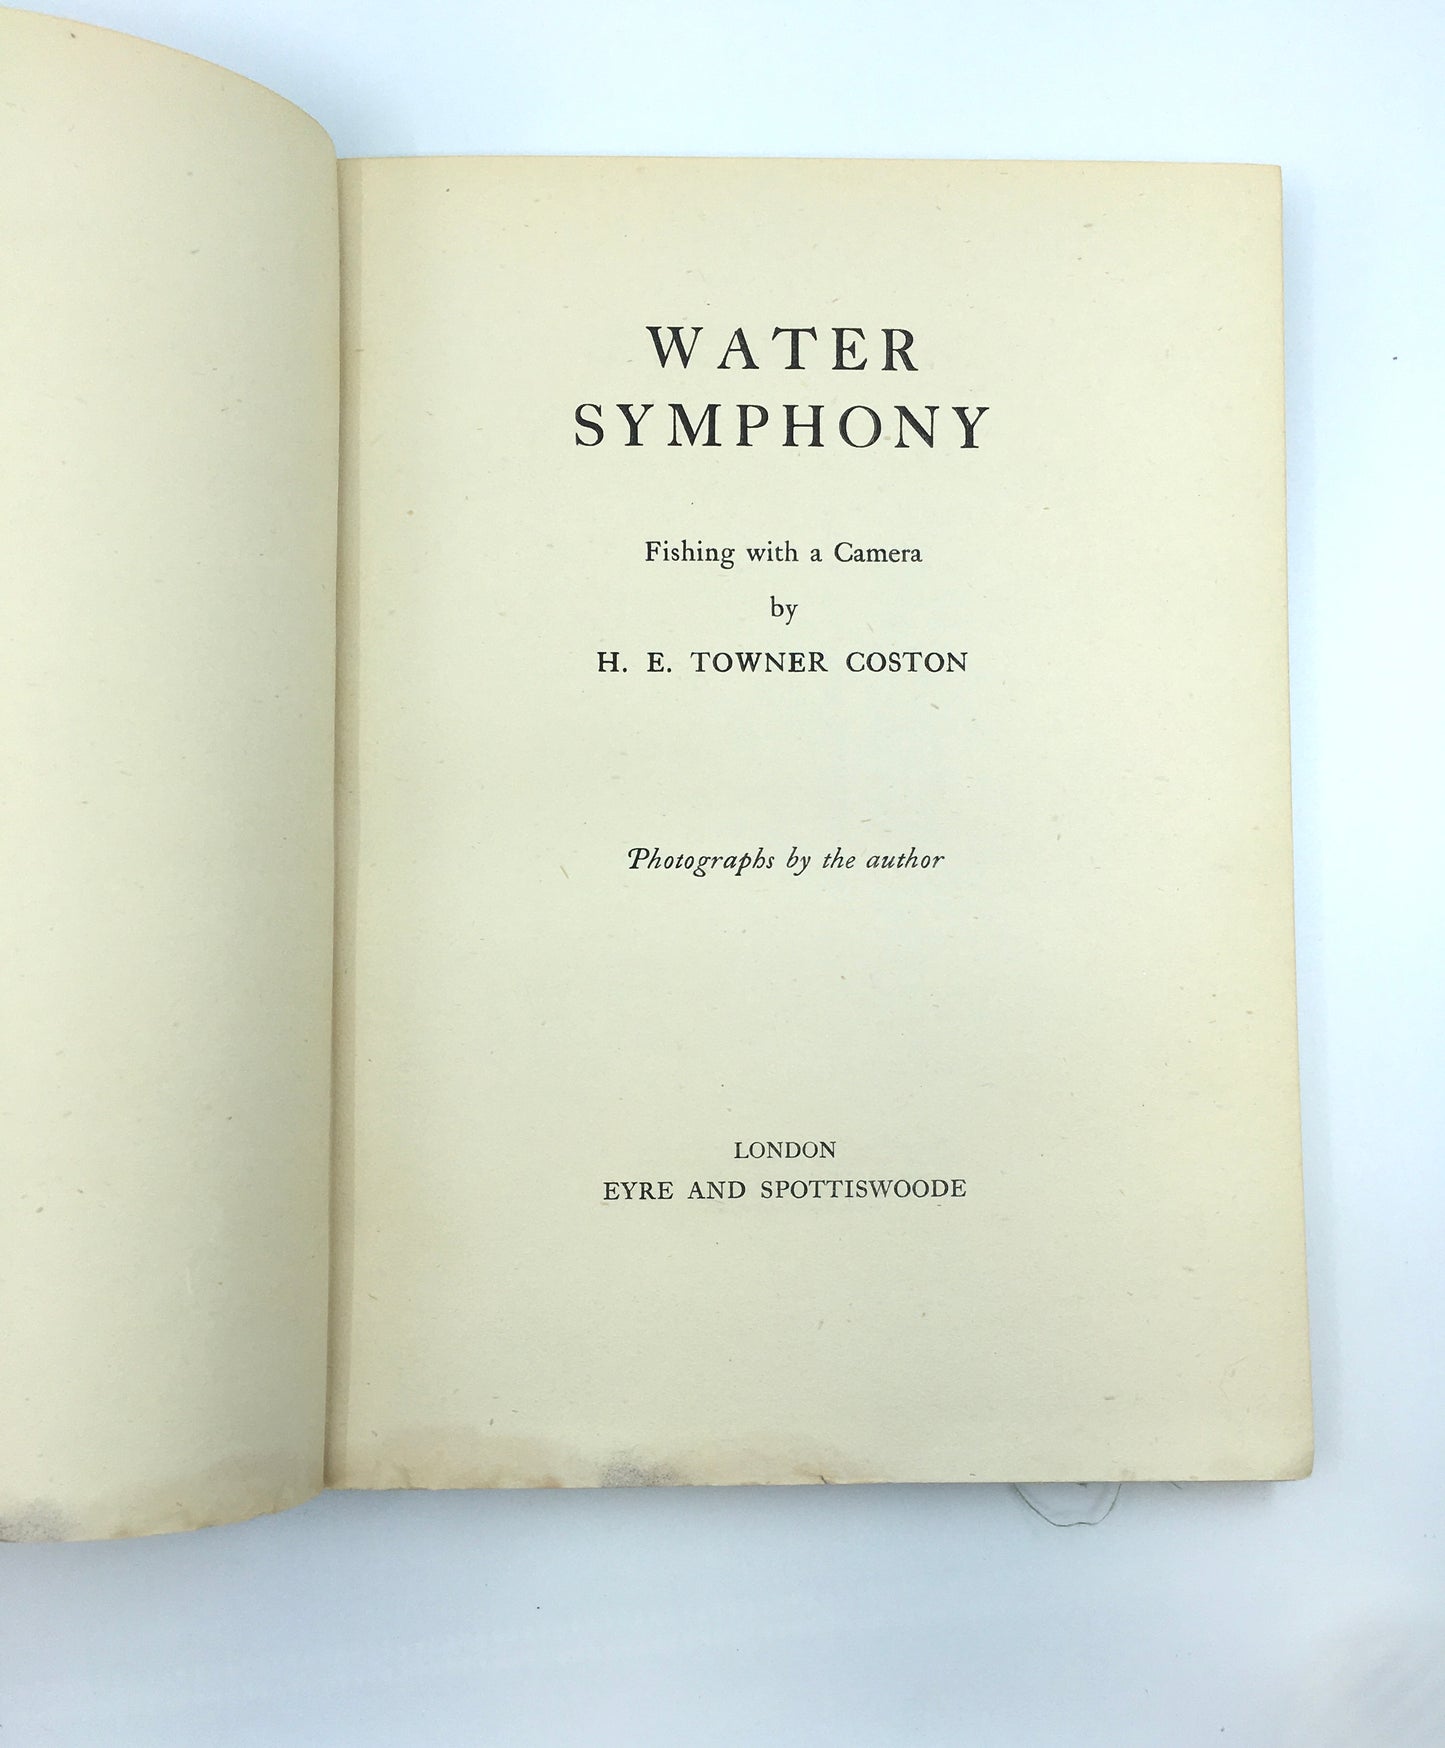 WATER
SYMPHONY
Fishing with a Camera
by
H. E. TOWNER COSTON
Photographs by the author
LONDON
EYRE AND SPOTTISWOODE